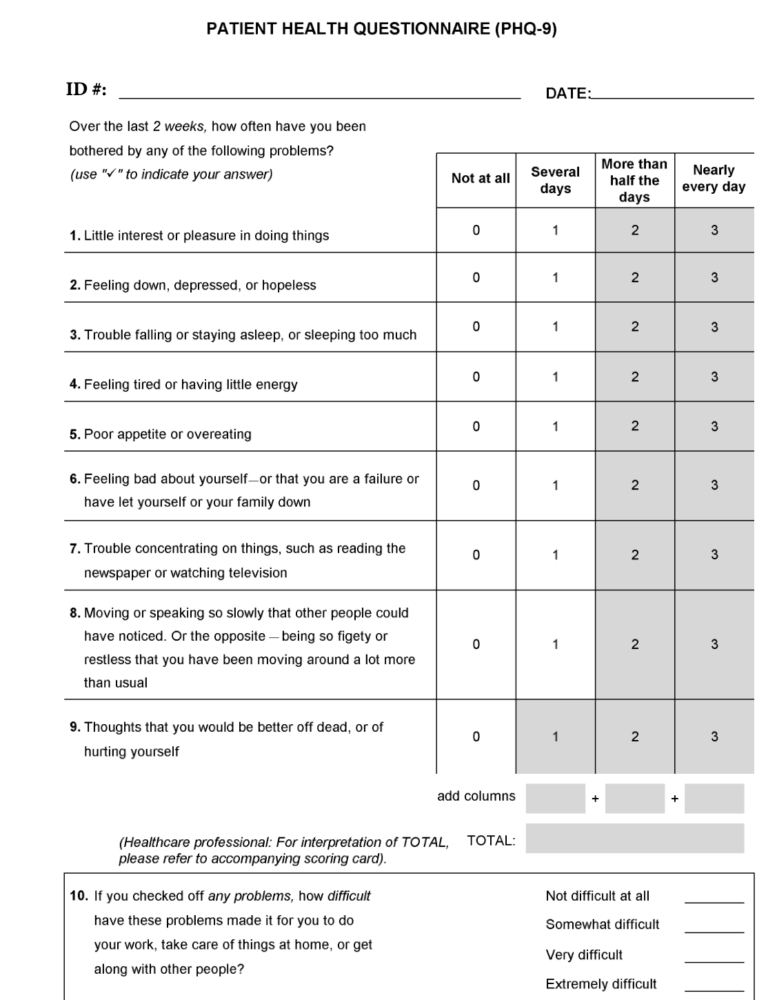 PATIENT HEALTH QUESTIONNAIRE (PHQ-9)
ID #:
DATE:
Over the last 2 weeks, how often have you been
bothered by any of the following problems?
(use "✓" to indicate your answer)
Not at all
Several
days
More than
half the
days
Nearly
every day
1. Little interest or pleasure in doing things 0 1 2 3
2. Feeling down, depressed, or hopeless 0 1 2 3
3. Trouble falling or staying asleep, or sleeping too much 0 1 2 3
4. Feeling tired or having little energy 0 1 2 3
5. Poor appetite or overeating 0 1 2 3
6. Feeling bad about yourself—or that you are a failure or
have let yourself or your family down 0 1 2 3
7. Trouble concentrating on things, such as reading the
newspaper or watching television 0 1 2 3
8. Moving or speaking so slowly that other people could
have noticed. Or the opposite — being so figety or
restless that you have been moving around a lot more
than usual 0 1 2 3
9. Thoughts that you would be better off dead, or of
hurting yourself 0 1 2 3
add columns + +
(Healthcare professional: For interpretation of TOTAL,
please refer to accompanying scoring card).
TOTAL:
10. If you checked off any problems, how difficult
have these problems made it for you to do
your work, take care of things at home, or get
along with other people?
Not difficult at all
Somewhat difficult
Very difficult
Extremely difficult